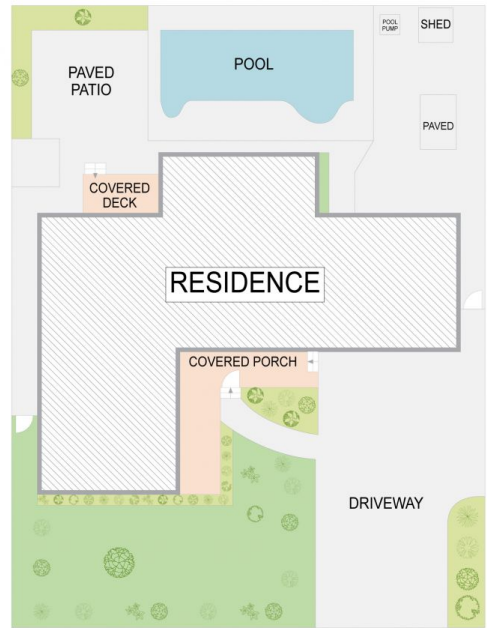 POOL
PUMP
SHED
PAVED
PATIO
POOL
PAVED
COVERED
DECK
RESIDENCE
COVERED PORCH
DRIVEWAY